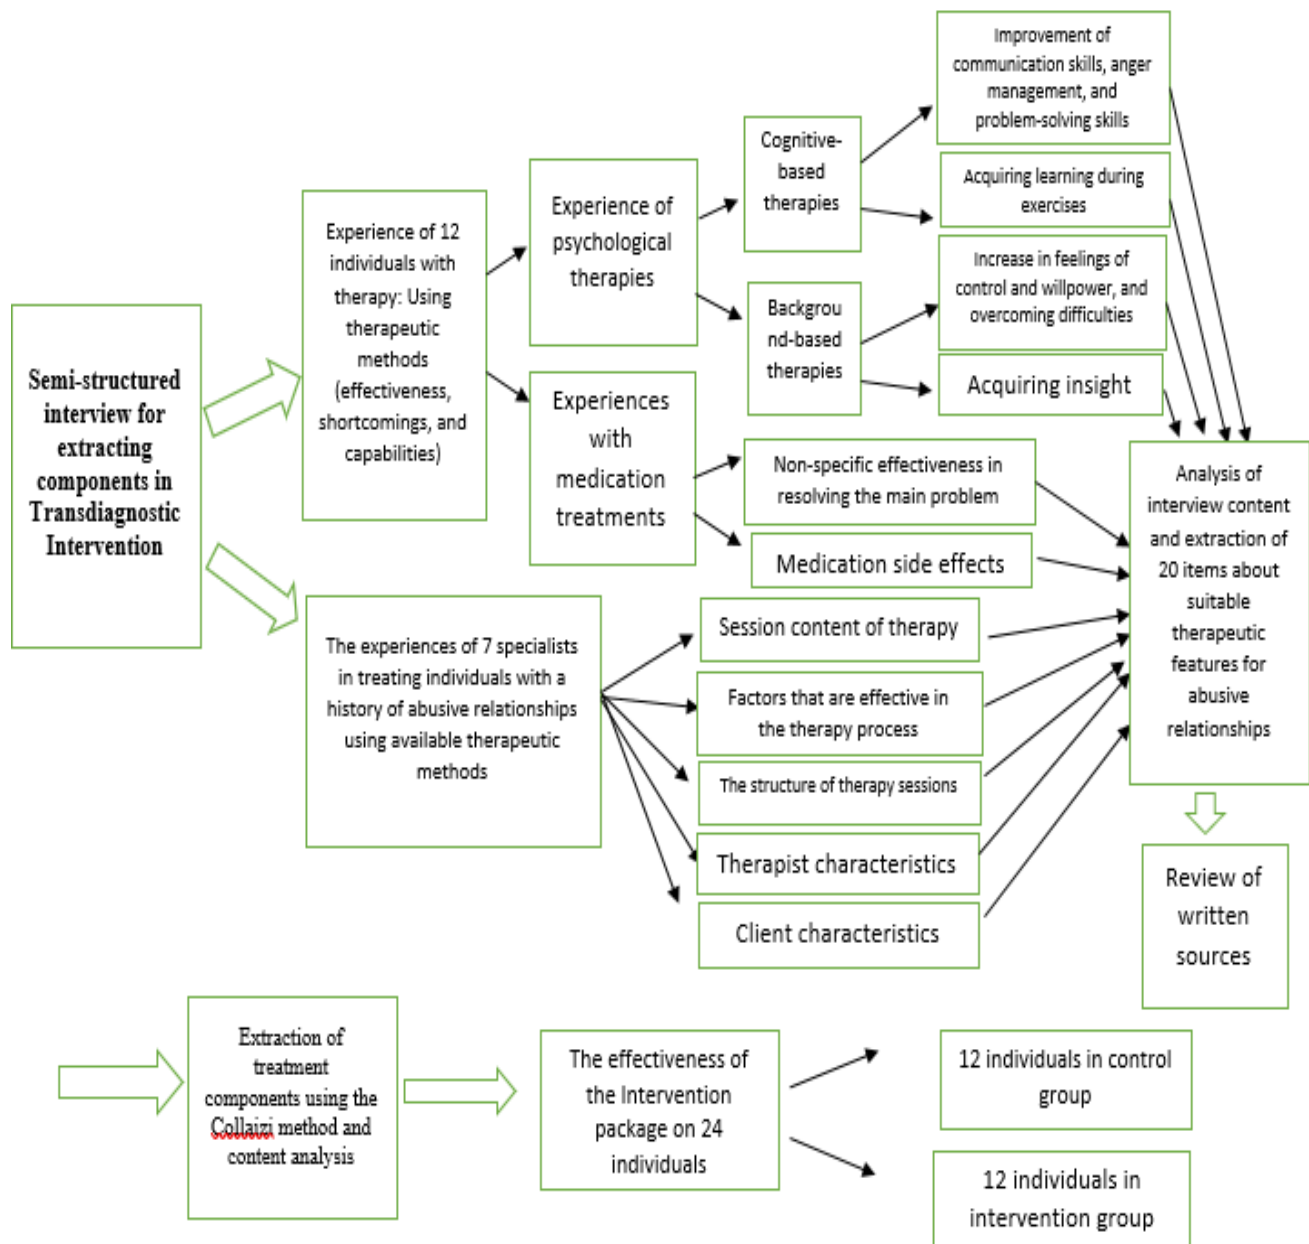 Semi-structured
interview for
extracting
components in
Transdiagnostic
Intervention
Experience of 12
individuals with
therapy: Using
therapeutic
methods
(effectiveness,
shortcomings, and
capabilities)
The experiences of 7 specialists
in treating individuals with a
history of abusive relationships
using available therapeutic
methods
Experience of
psychological
therapies
Experiences
with
medication
treatments
Cognitive-
based
therapies
Backgrou
nd-based
therapies
Improvement of
communication skills, anger
management, and
problem-solving skills
Acquiring learning during
exercises
Increase in feelings of
control and willpower, and
overcoming difficulties
Acquiring insight
Non-specific effectiveness in
resolving the main problem
Medication side effects
Session content of therapy
Factors that are effective in
the therapy process
The structure of therapy sessions
Therapist characteristics
Client characteristics
Analysis of
interview content
and extraction of
20 items about
suitable
therapeutic
features for
abusive
relationships
Review of
written
sources
Extraction of
treatment
components using the
Collaizi method and
content analysis
The effectiveness of
the Intervention
package on 24
individuals
12 individuals in control
group
12 individuals in
intervention group